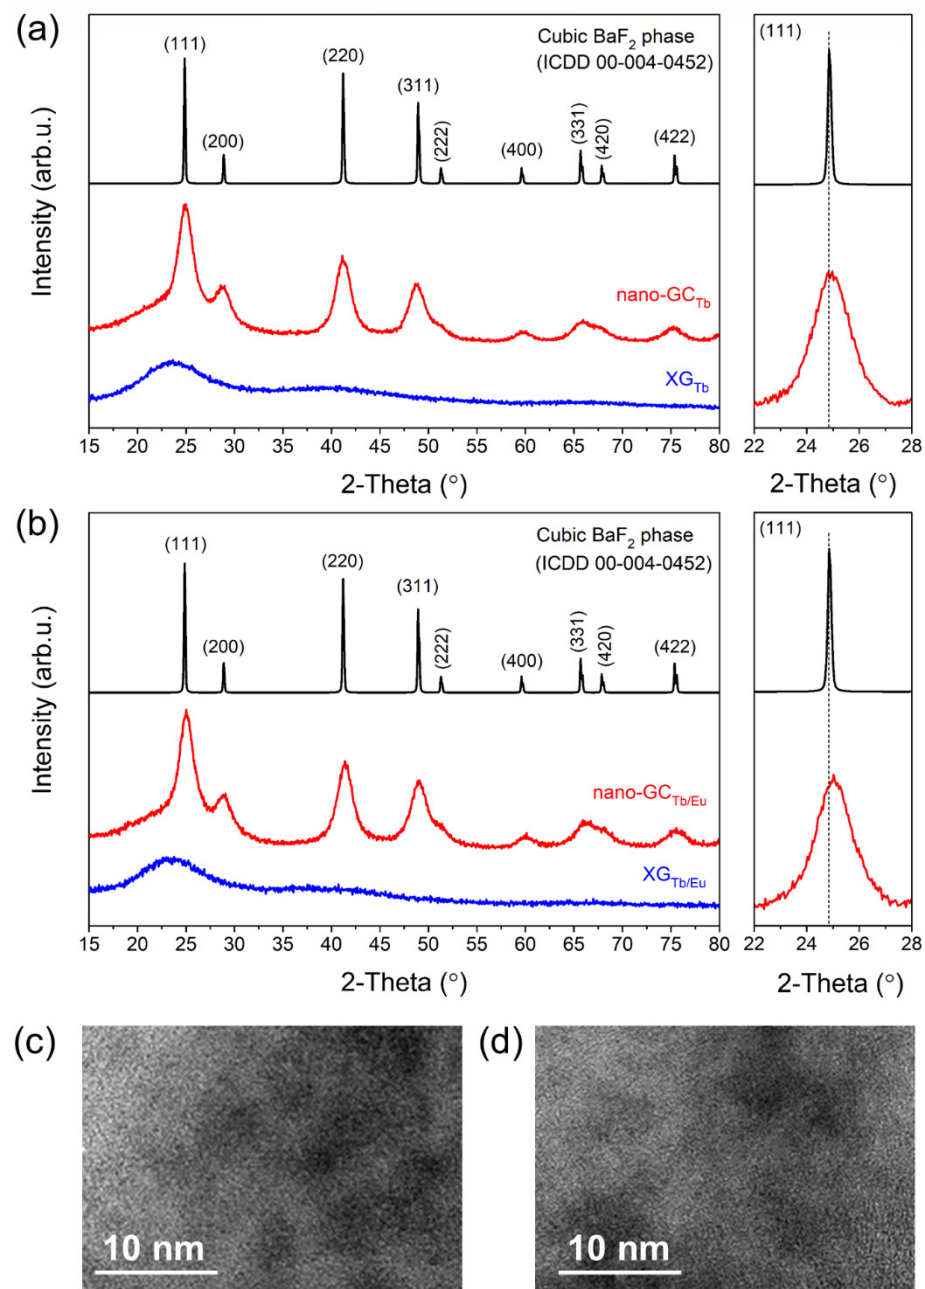 (a)
Cubic BaF₂ phase
(ICDD 00-004-0452)
(111)
(200)
(220)
(311)
(222)
(400)
(331)
(420)
(422)
nano-GC_Tb
XG_Tb
Intensity (arb.u.)
15 20 25 30 35 40 45 50 55 60 65 70 75 80
2-Theta (°)
(111)
22 24 26 28
2-Theta (°)
(b)
Cubic BaF₂ phase
(ICDD 00-004-0452)
(111)
(200)
(220)
(311)
(222)
(400)
(331)
(420)
(422)
nano-GC_Tb/Eu
XG_Tb/Eu
Intensity (arb.u.)
15 20 25 30 35 40 45 50 55 60 65 70 75 80
2-Theta (°)
(111)
22 24 26 28
2-Theta (°)
(c)
10 nm
(d)
10 nm